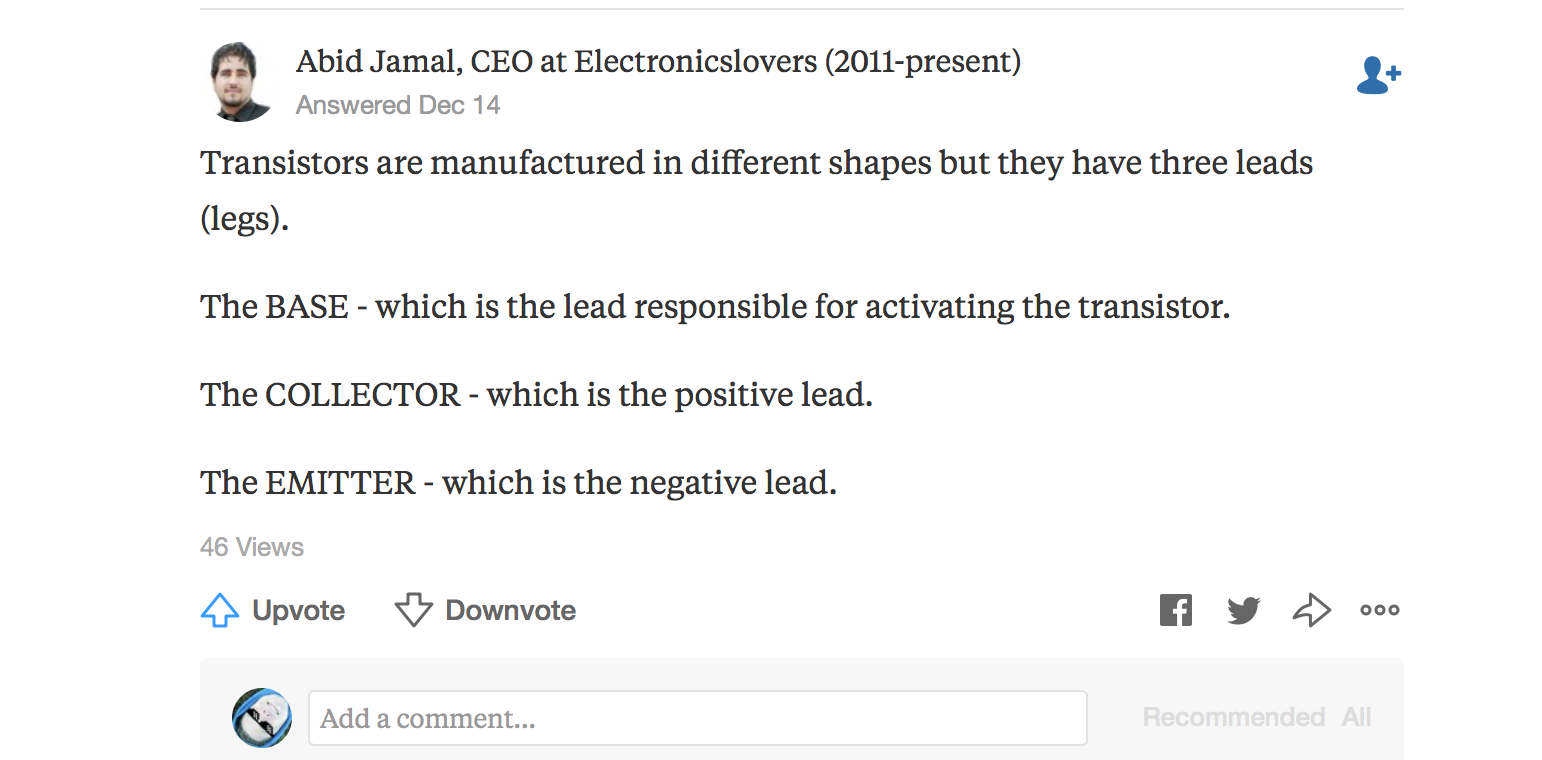 Abid Jamal, CEO at Electronicslovers (2011-present)
Answered Dec 14
Transistors are manufactured in different shapes but they have three leads
(legs).
The BASE - which is the lead responsible for activating the transistor.
The COLLECTOR - which is the positive lead.
The EMITTER - which is the negative lead.
46 Views
Upvote Downvote
Add a comment... Recommended All